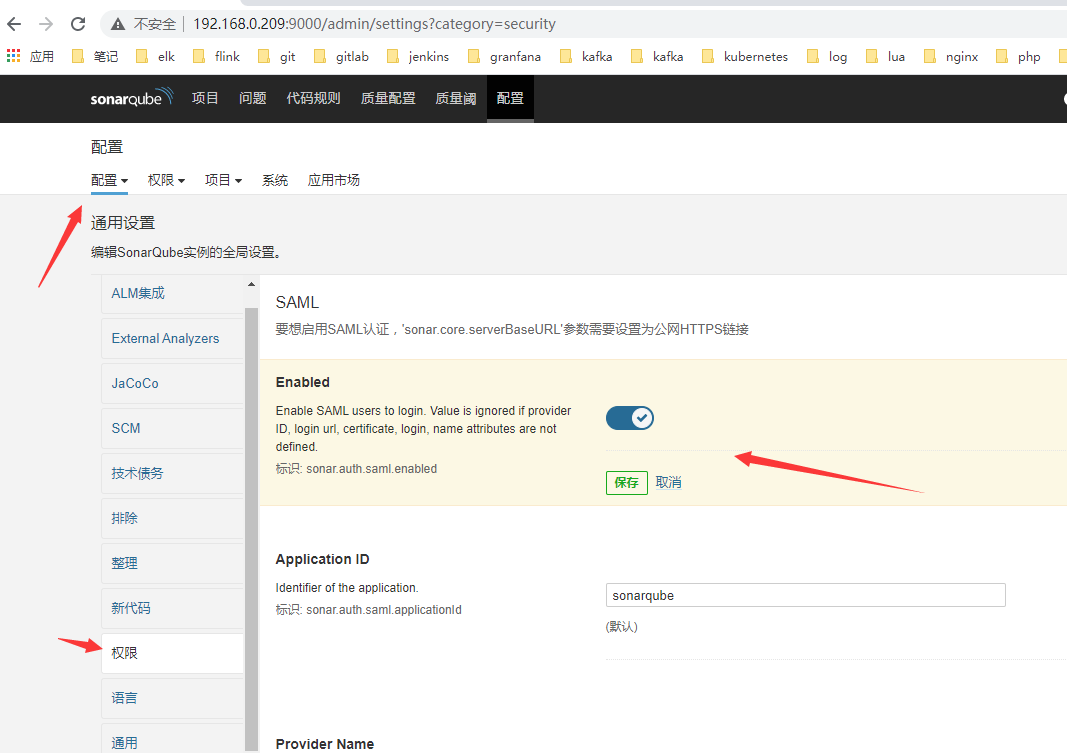 不安全 192.168.0.209:9000/admin/settings?category=security
应用 笔记 elk flink git gitlab jenkins granfana kafka kafka kubernetes log lua nginx php
sonarqube 项目 问题 代码规则 质量配置 质量阈 配置
配置
配置 权限 项目 系统 应用市场
通用设置
编辑SonarQube实例的全局设置。
ALM集成
External Analyzers
JaCoCo
SCM
技术债务
排除
整理
新代码
权限
语言
通用
SAML
要想启用SAML认证，'sonar.core.serverBaseURL'参数需要设置为公网HTTPS链接
Enabled
Enable SAML users to login. Value is ignored if provider
ID, login url, certificate, login, name attributes are not
defined.
标识: sonar.auth.saml.enabled
保存 取消
Application ID
Identifier of the application.
标识: sonar.auth.saml.applicationId
sonarqube
(默认)
Provider Name